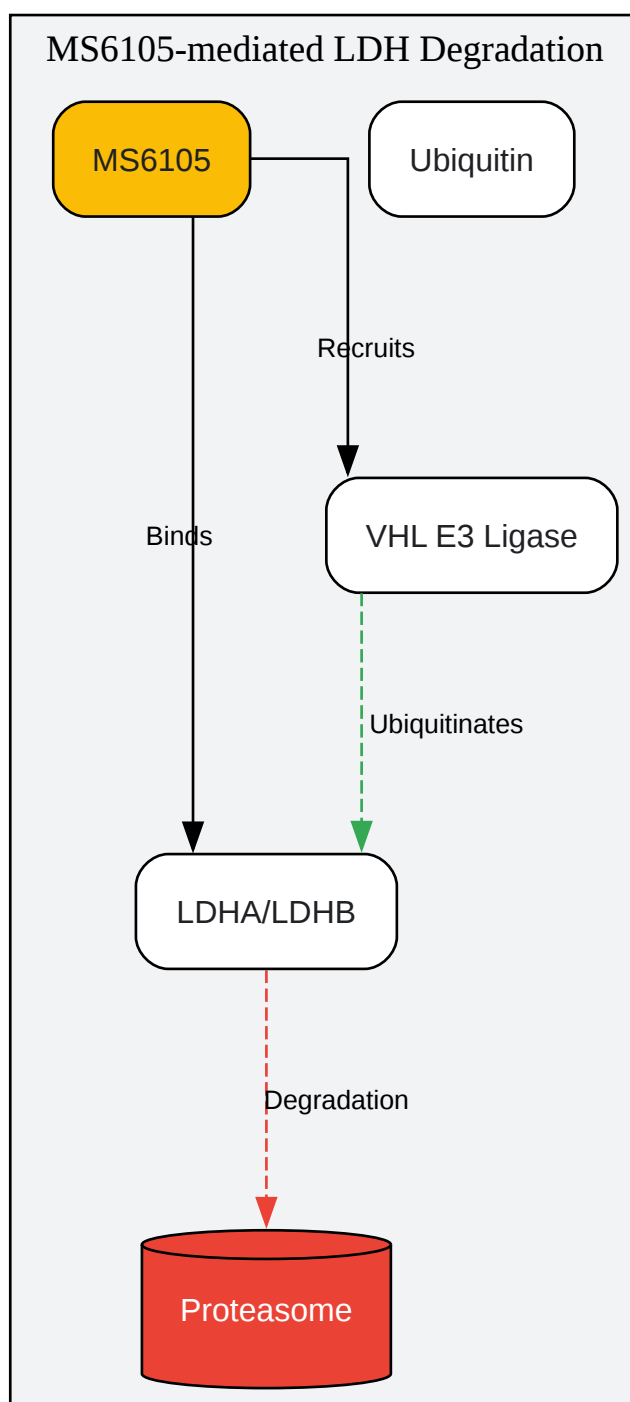 MS6105-mediated LDH Degradation
MS6105
Ubiquitin
Recruits
Binds
VHL E3 Ligase
Ubiquitinates
LDHA/LDHB
Degradation
Proteasome